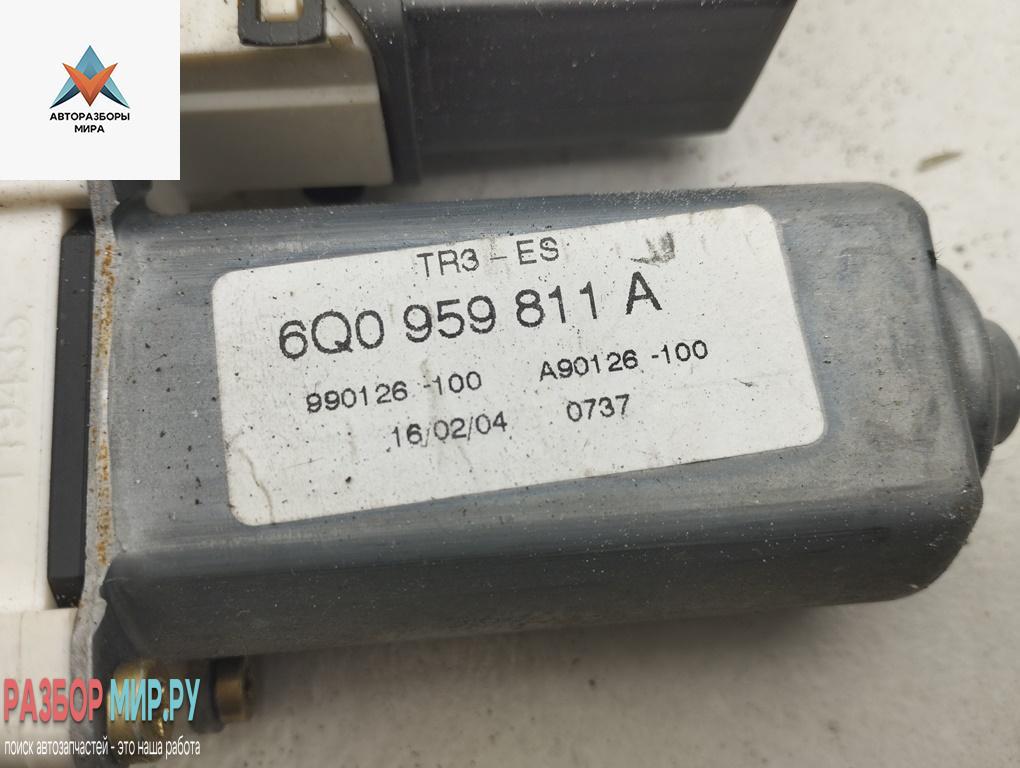 АВТОРАЗБОРЫ
МИРА
TR3 - ES
6Q0 959 811 A
990126 -100 A90126 -100
16/02/04 0737
РАЗБОР МИР.РУ
поиск автозапчастей - это наша работа